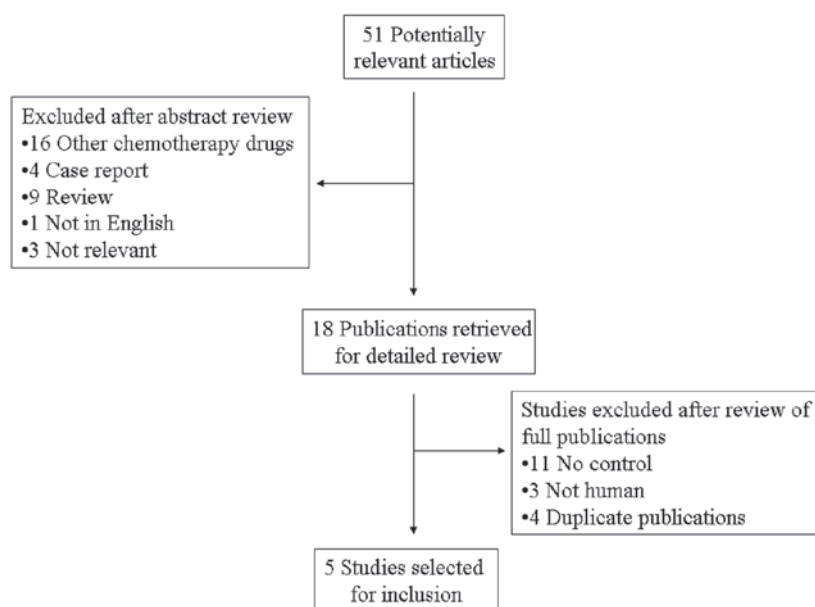 51 Potentially
relevant articles
Excluded after abstract review
•16 Other chemotherapy drugs
•4 Case report
•9 Review
•1 Not in English
•3 Not relevant
18 Publications retrieved
for detailed review
Studies excluded after review of
full publications
•11 No control
•3 Not human
•4 Duplicate publications
5 Studies selected
for inclusion